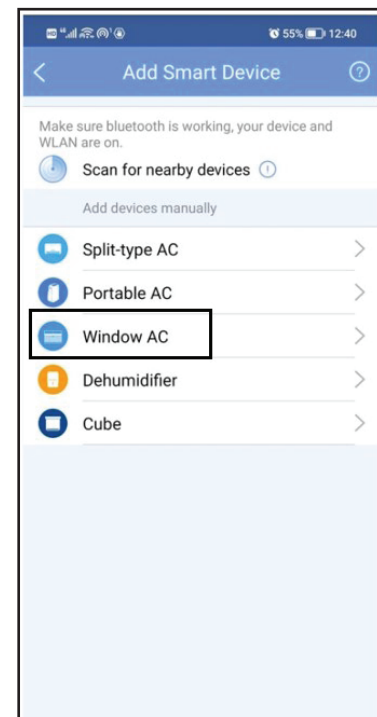 55% 12:40
Add Smart Device
Make sure bluetooth is working, your device and
WLAN are on.
Scan for nearby devices
Add devices manually
Split-type AC
Portable AC
Window AC
Dehumidifier
Cube